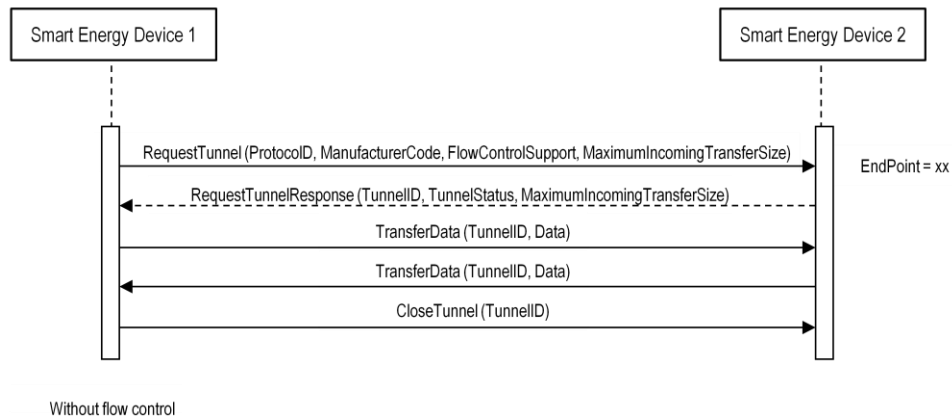 Smart Energy Device 1
Smart Energy Device 2
RequestTunnel (ProtocolD, ManufacturerCode, FlowControlSupport, MaximumIncomingTransferSize)
EndPoint = xx
RequestTunnelResponse (TunnelID, TunnelStatus, MaximumIncomingTransferSize)
TransferData (TunnelID, Data)
TransferData (TunnelID, Data)
CloseTunnel (TunnelID)
Without flow control